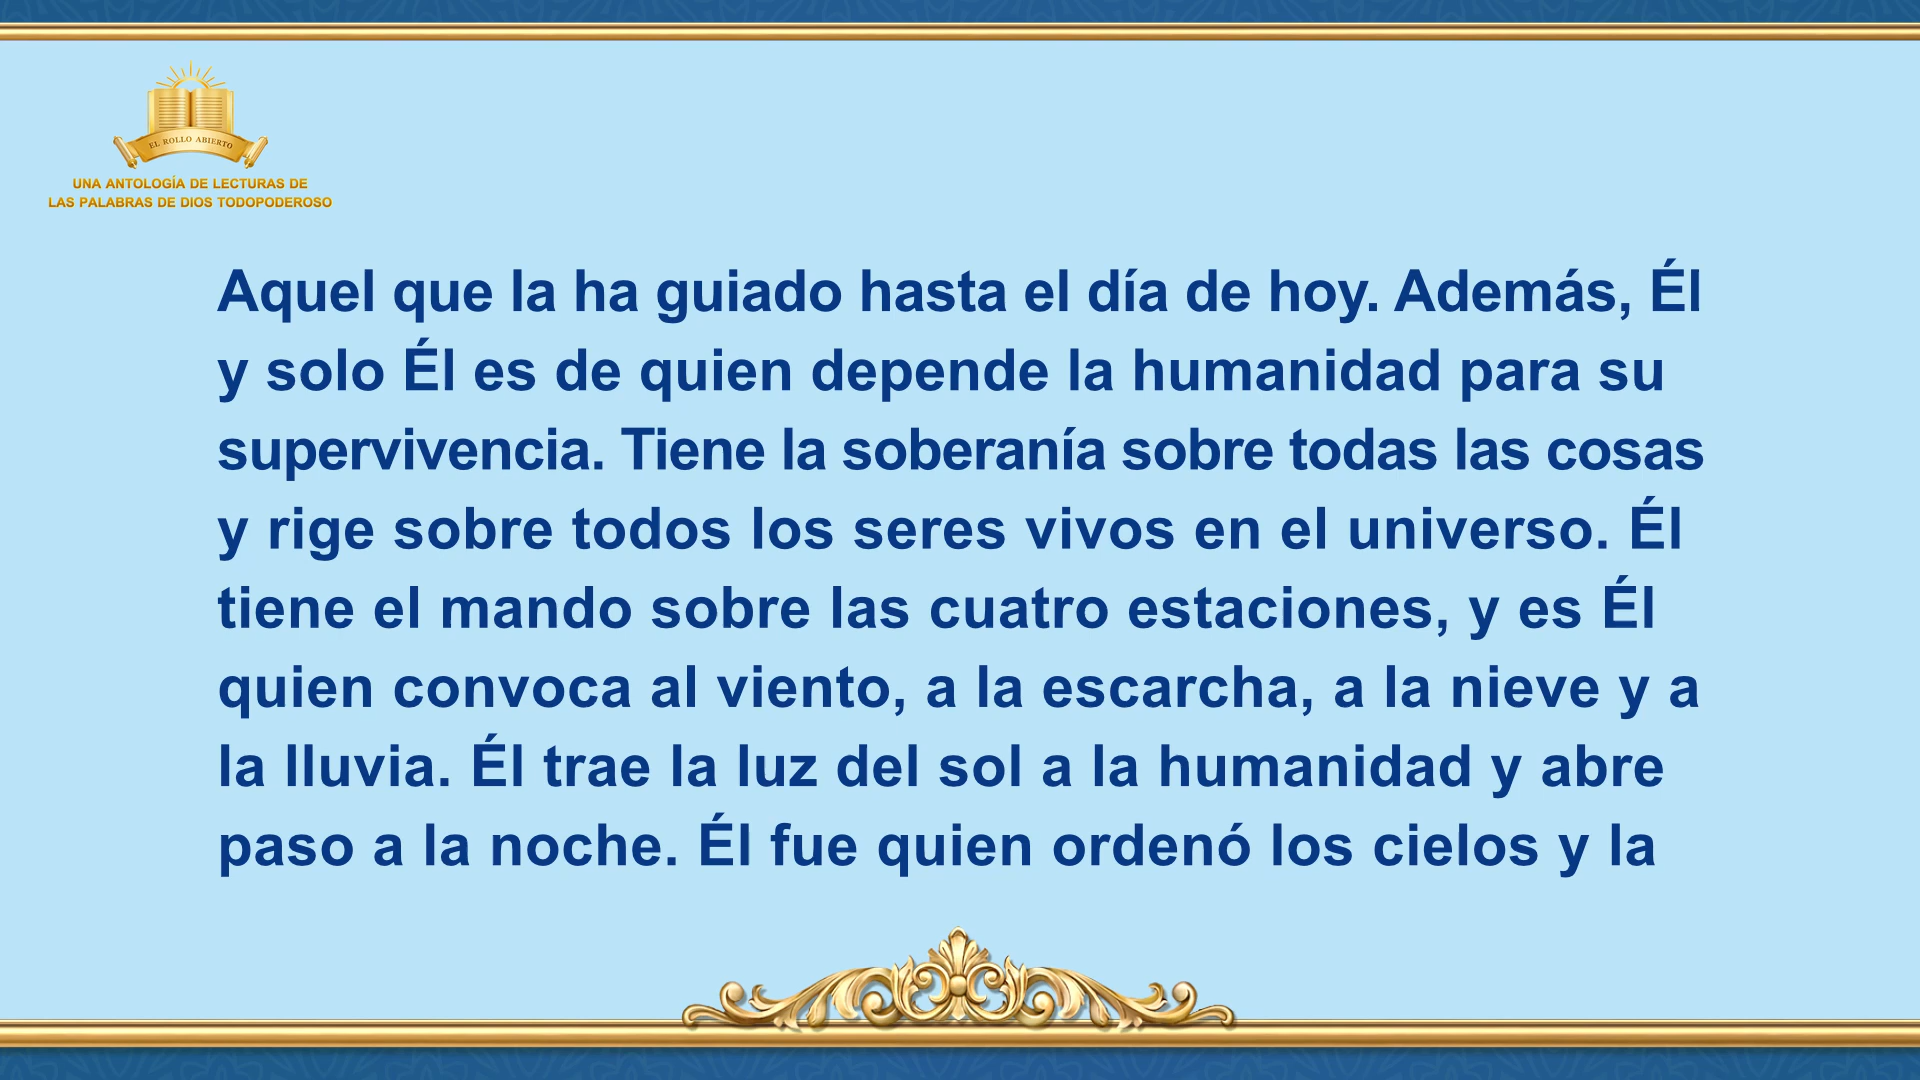 EL ROLLO ABIERTO
UNA ANTOLOGÍA DE LECTURAS DE
LAS PALABRAS DE DIOS TODOPODEROSO
Aquel que la ha guiado hasta el día de hoy. Además, Él
y solo Él es de quien depende la humanidad para su
supervivencia. Tiene la soberanía sobre todas las cosas
y rige sobre todos los seres vivos en el universo. Él
tiene el mando sobre las cuatro estaciones, y es Él
quien convoca al viento, a la escarcha, a la nieve y a
la lluvia. Él trae la luz del sol a la humanidad y abre
paso a la noche. Él fue quien ordenó los cielos y la